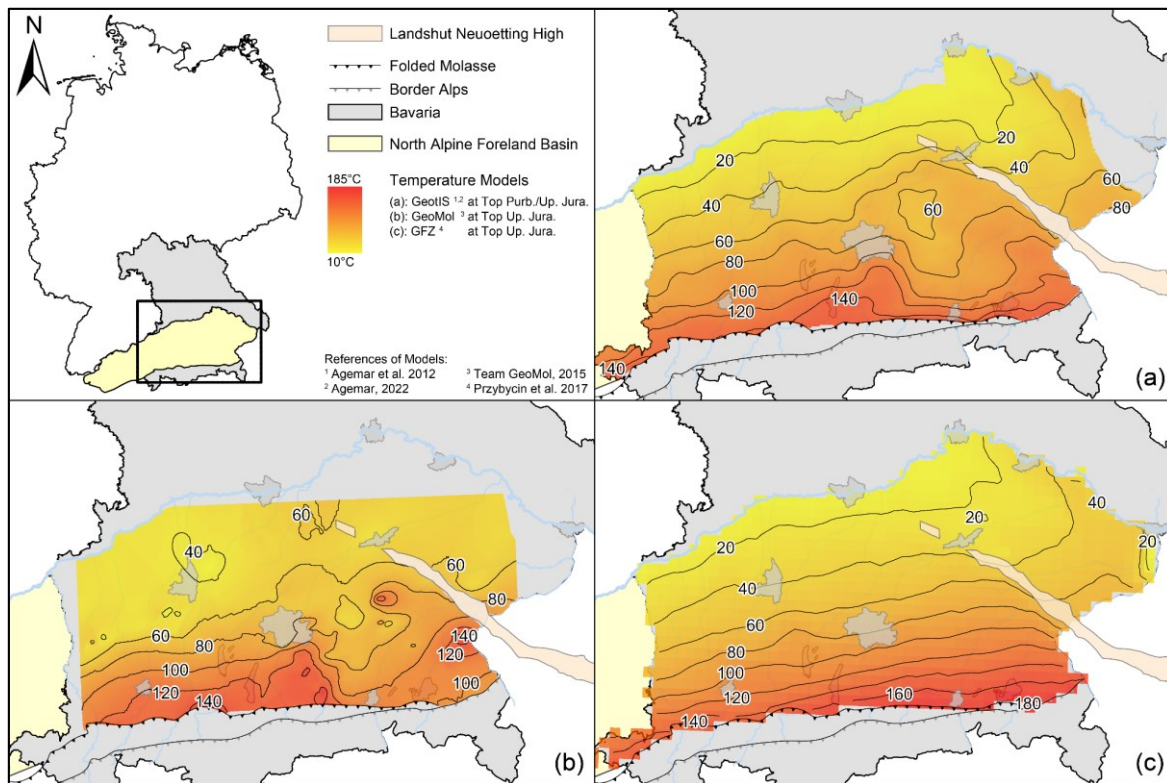 N
Landshut Neuoetting High
Folded Molasse
Border Alps
Bavaria
North Alpine Foreland Basin
185°C
Temperature Models
(a): GeotIS 1,2 at Top Purb./Up. Jura.
(b): GeoMol 3 at Top Up. Jura.
(c): GFZ 4 at Top Up. Jura.
10°C
References of Models:
1 Agemar et al. 2012
3 Team GeoMol, 2015
2 Agemar, 2022
4 Przybycin et al. 2017
20
20
40
60
40
80
60
60
80
100
140
120
140
(a)
60
40
60
80
60
80
140
100
120
120
140
100
(b)
40
20
20
20
40
40
60
60
80
80
100
100
120
160
140
180
(c)